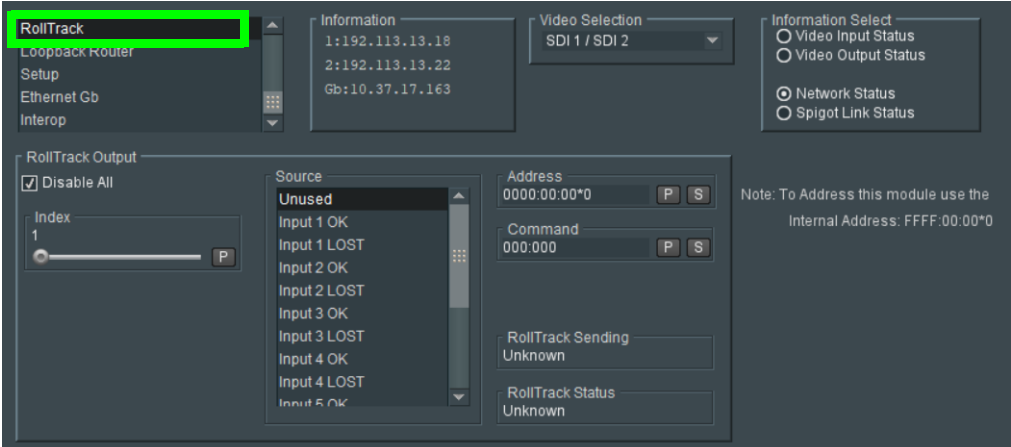 RollTrack
Loopback Router
Setup
Ethernet Gb
Interop
Information
1:192.113.13.18
2:192.113.13.22
Gb:10.37.17.163
Video Selection
SDI 1 / SDI 2
Information Select
Video Input Status
Video Output Status
Network Status
Spigot Link Status
RollTrack Output
Disable All
Index
1
P
Source
Unused
Input 1 OK
Input 1 LOST
Input 2 OK
Input 2 LOST
Input 3 OK
Input 3 LOST
Input 4 OK
Input 4 LOST
Input 5 OK
Address
0000:00:00*0
P S
Command
000:000
P S
RollTrack Sending
Unknown
RollTrack Status
Unknown
Note: To Address this module use the
Internal Address: FFFF:00:00*0